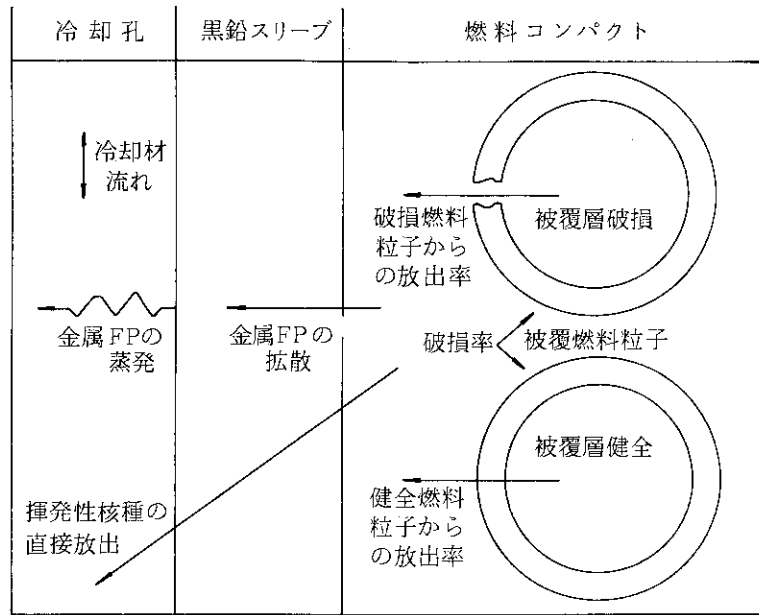 冷却孔
黒鉛スリーブ
燃料コンパクト
冷却材
流れ
破損燃料
粒子から
の放出率
被覆層破損
金属FPの
蒸発
金属FPの
拡散
破損率
被覆燃料粒子
被覆層健全
健全燃料
粒子から
の放出率
揮発性核種の
直接放出